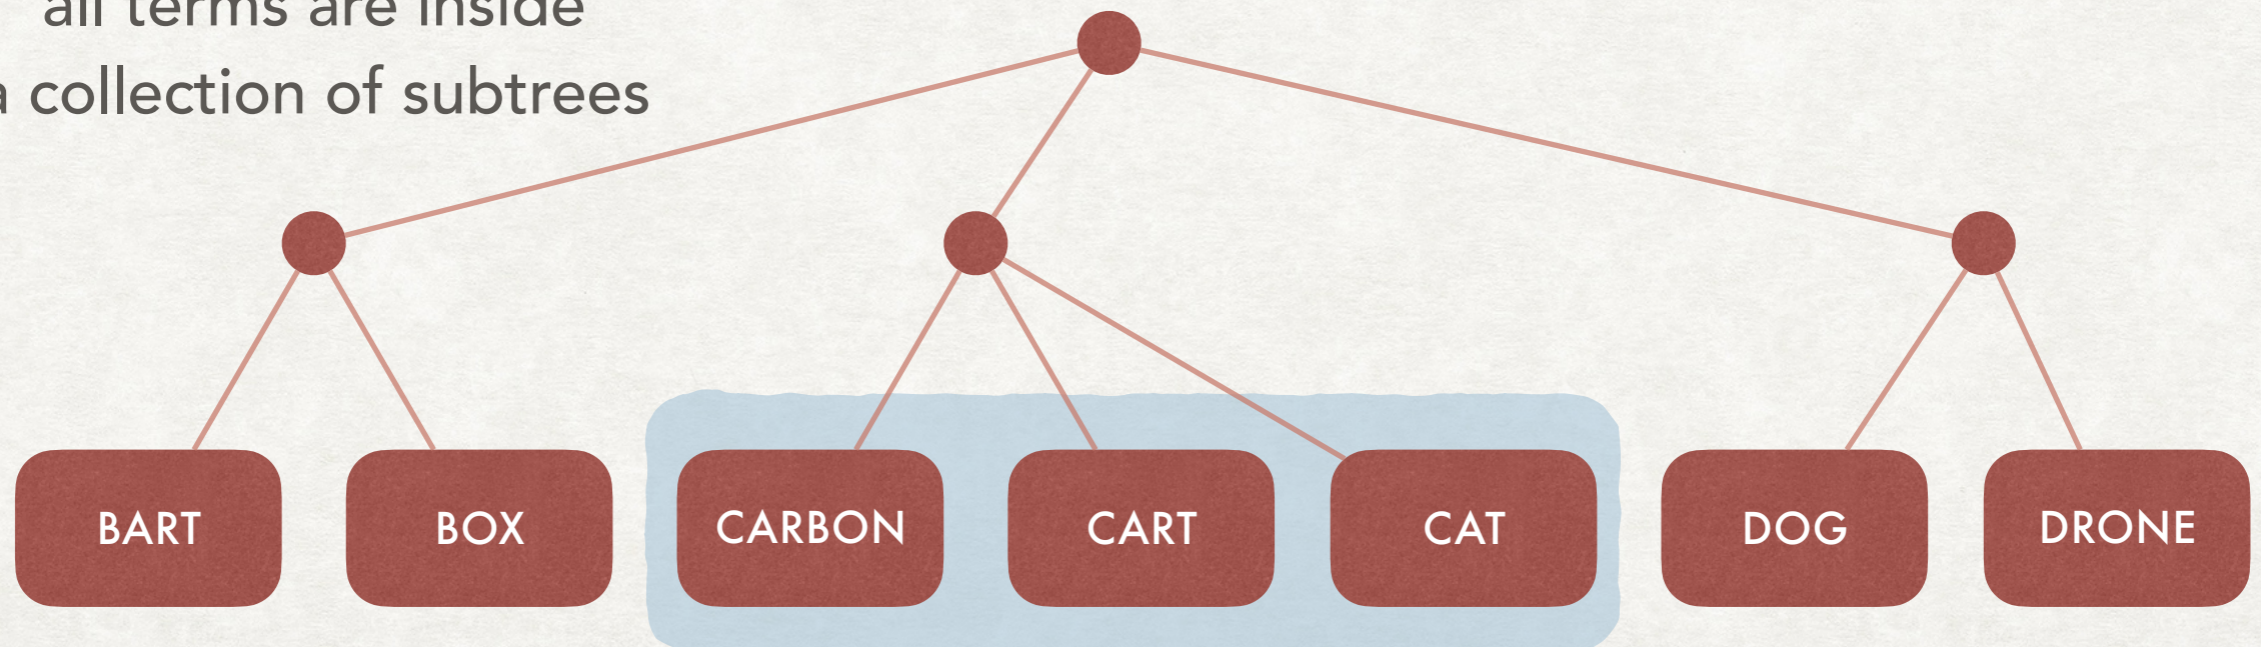 all terms are inside
a collection of subtrees
BART BOX CARBON CART CAT DOG DRONE